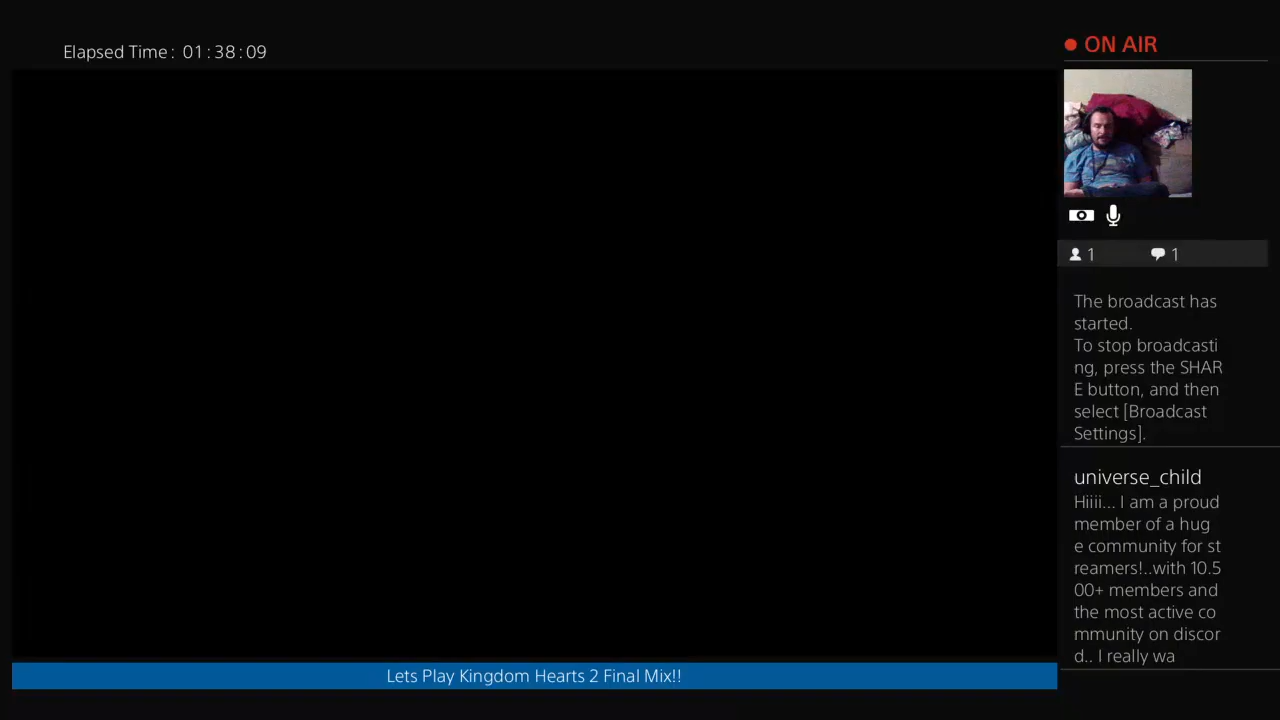 Elapsed Time: 01:38:09
ON AIR
1 1
The broadcast has
started.
To stop broadcasti
ng, press the SHAR
E button, and then
select [Broadcast
Settings].
universe_child
Hiiii... I am a proud
member of a hug
e community for st
reamers!..with 10.5
00+ members and
the most active co
mmunity on discor
d.. I really wa
Lets Play Kingdom Hearts 2 Final Mix!!